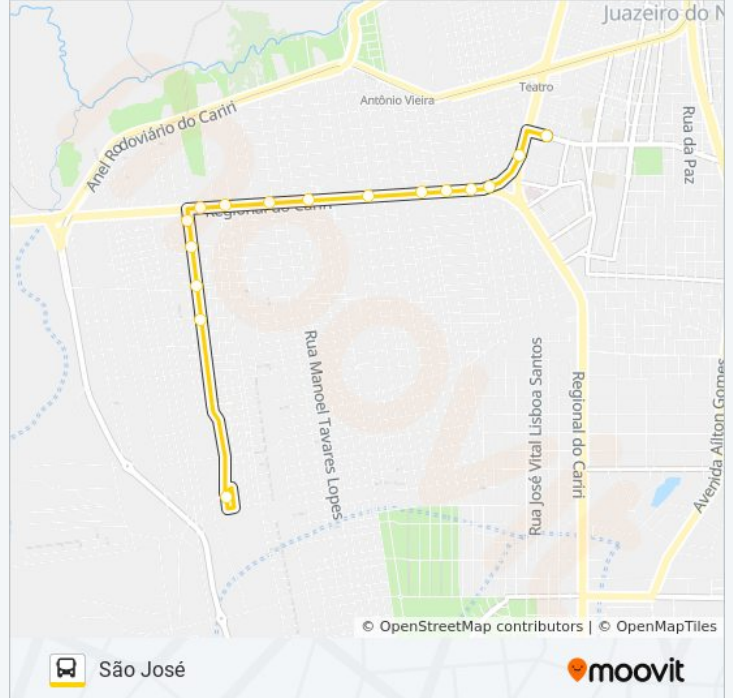 Juazeiro do N
Teatro
Antônio Vieira
Anel Rodoviário do Cariri
Rua da Paz
Regional do Cariri
Rua Manoel Tavares Lopes
Rua José Vital Lisboa Santos
Regional do Cariri
Avenida Aílton Gomes
© OpenStreetMap contributors | © OpenMapTiles
São José
moovit